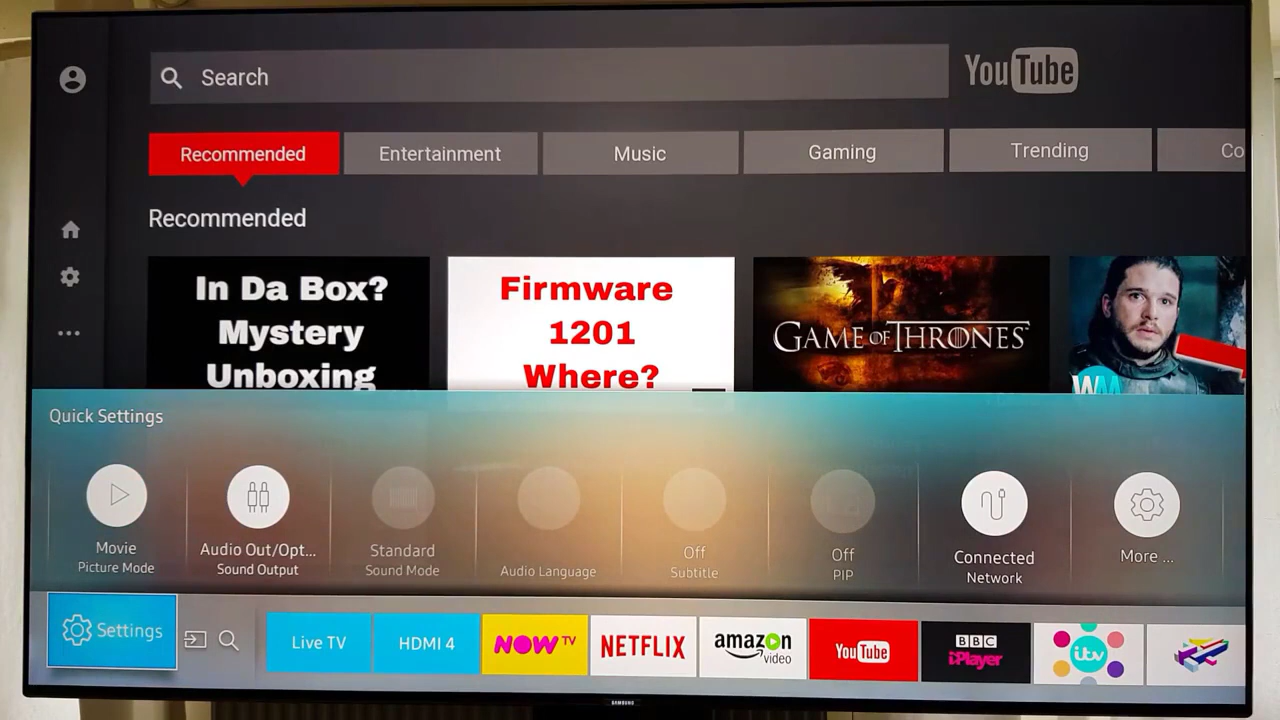 Search
YouTube
Recommended
Entertainment
Music
Gaming
Trending
Co
Recommended
In Da Box?
Mystery
Unboxing
Firmware
1201
Where?
GAME OF THRONES
WM
Quick Settings
Movie
Picture Mode
Audio Out/Opt...
Sound Output
Standard
Sound Mode
Audio Language
Off
Subtitle
Off
PIP
Connected
Network
More ...
Settings
Live TV
HDMI 4
NOW TV
NETFLIX
amazon
video
YouTube
BBC
iPlayer
itv
SAMSUNG